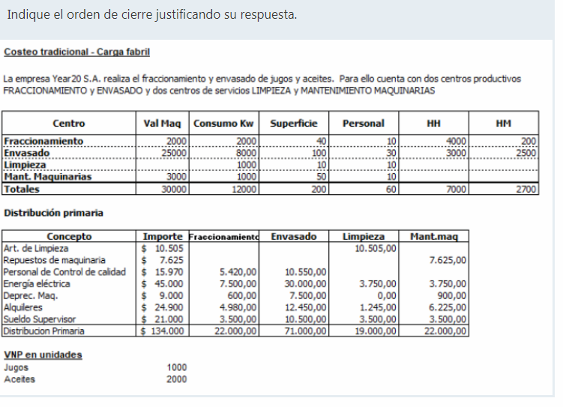 Indique el orden de cierre justificando su respuesta.
Costeo tradicional - Carga fabril
La empresa Year20 S.A. realiza el fraccionamiento y envasado de jugos y aceites. Para ello cuenta con dos centros productivos
FRACCIONAMIENTO y ENVASADO y dos centros de servicios LIMPIEZA y MANTENIMIENTO MAQUINARIAS
Centro Val Maq Consumo Kw Superficie Personal HH HM
Fraccionamiento 2000 2000 40 10 4000 200
Envasado 25000 8000 100 30 3000 2500
Limpieza 1000 10 10
Mant. Maquinarias 3000 1000 50 10
Totales 30000 12000 200 60 7000 2700
Distribución primaria
Concepto Importe Fraccionamiento Envasado Limpieza Mant.maq
Art. de Limpieza $ 10.505 10.505,00
Repuestos de maquinaria $ 7.625 7.625,00
Personal de Control de calidad $ 15.970 5.420,00 10.550,00
Energía eléctrica $ 45.000 7.500,00 30.000,00 3.750,00 3.750,00
Deprec. Maq. $ 9.000 600,00 7.500,00 0,00 900,00
Alquileres $ 24.900 4.980,00 12.450,00 1.245,00 6.225,00
Sueldo Supervisor $ 21.000 3.500,00 10.500,00 3.500,00 3.500,00
Distribucion Primaria $ 134.000 22.000,00 71.000,00 19.000,00 22.000,00
VNP en unidades
Jugos 1000
Aceites 2000